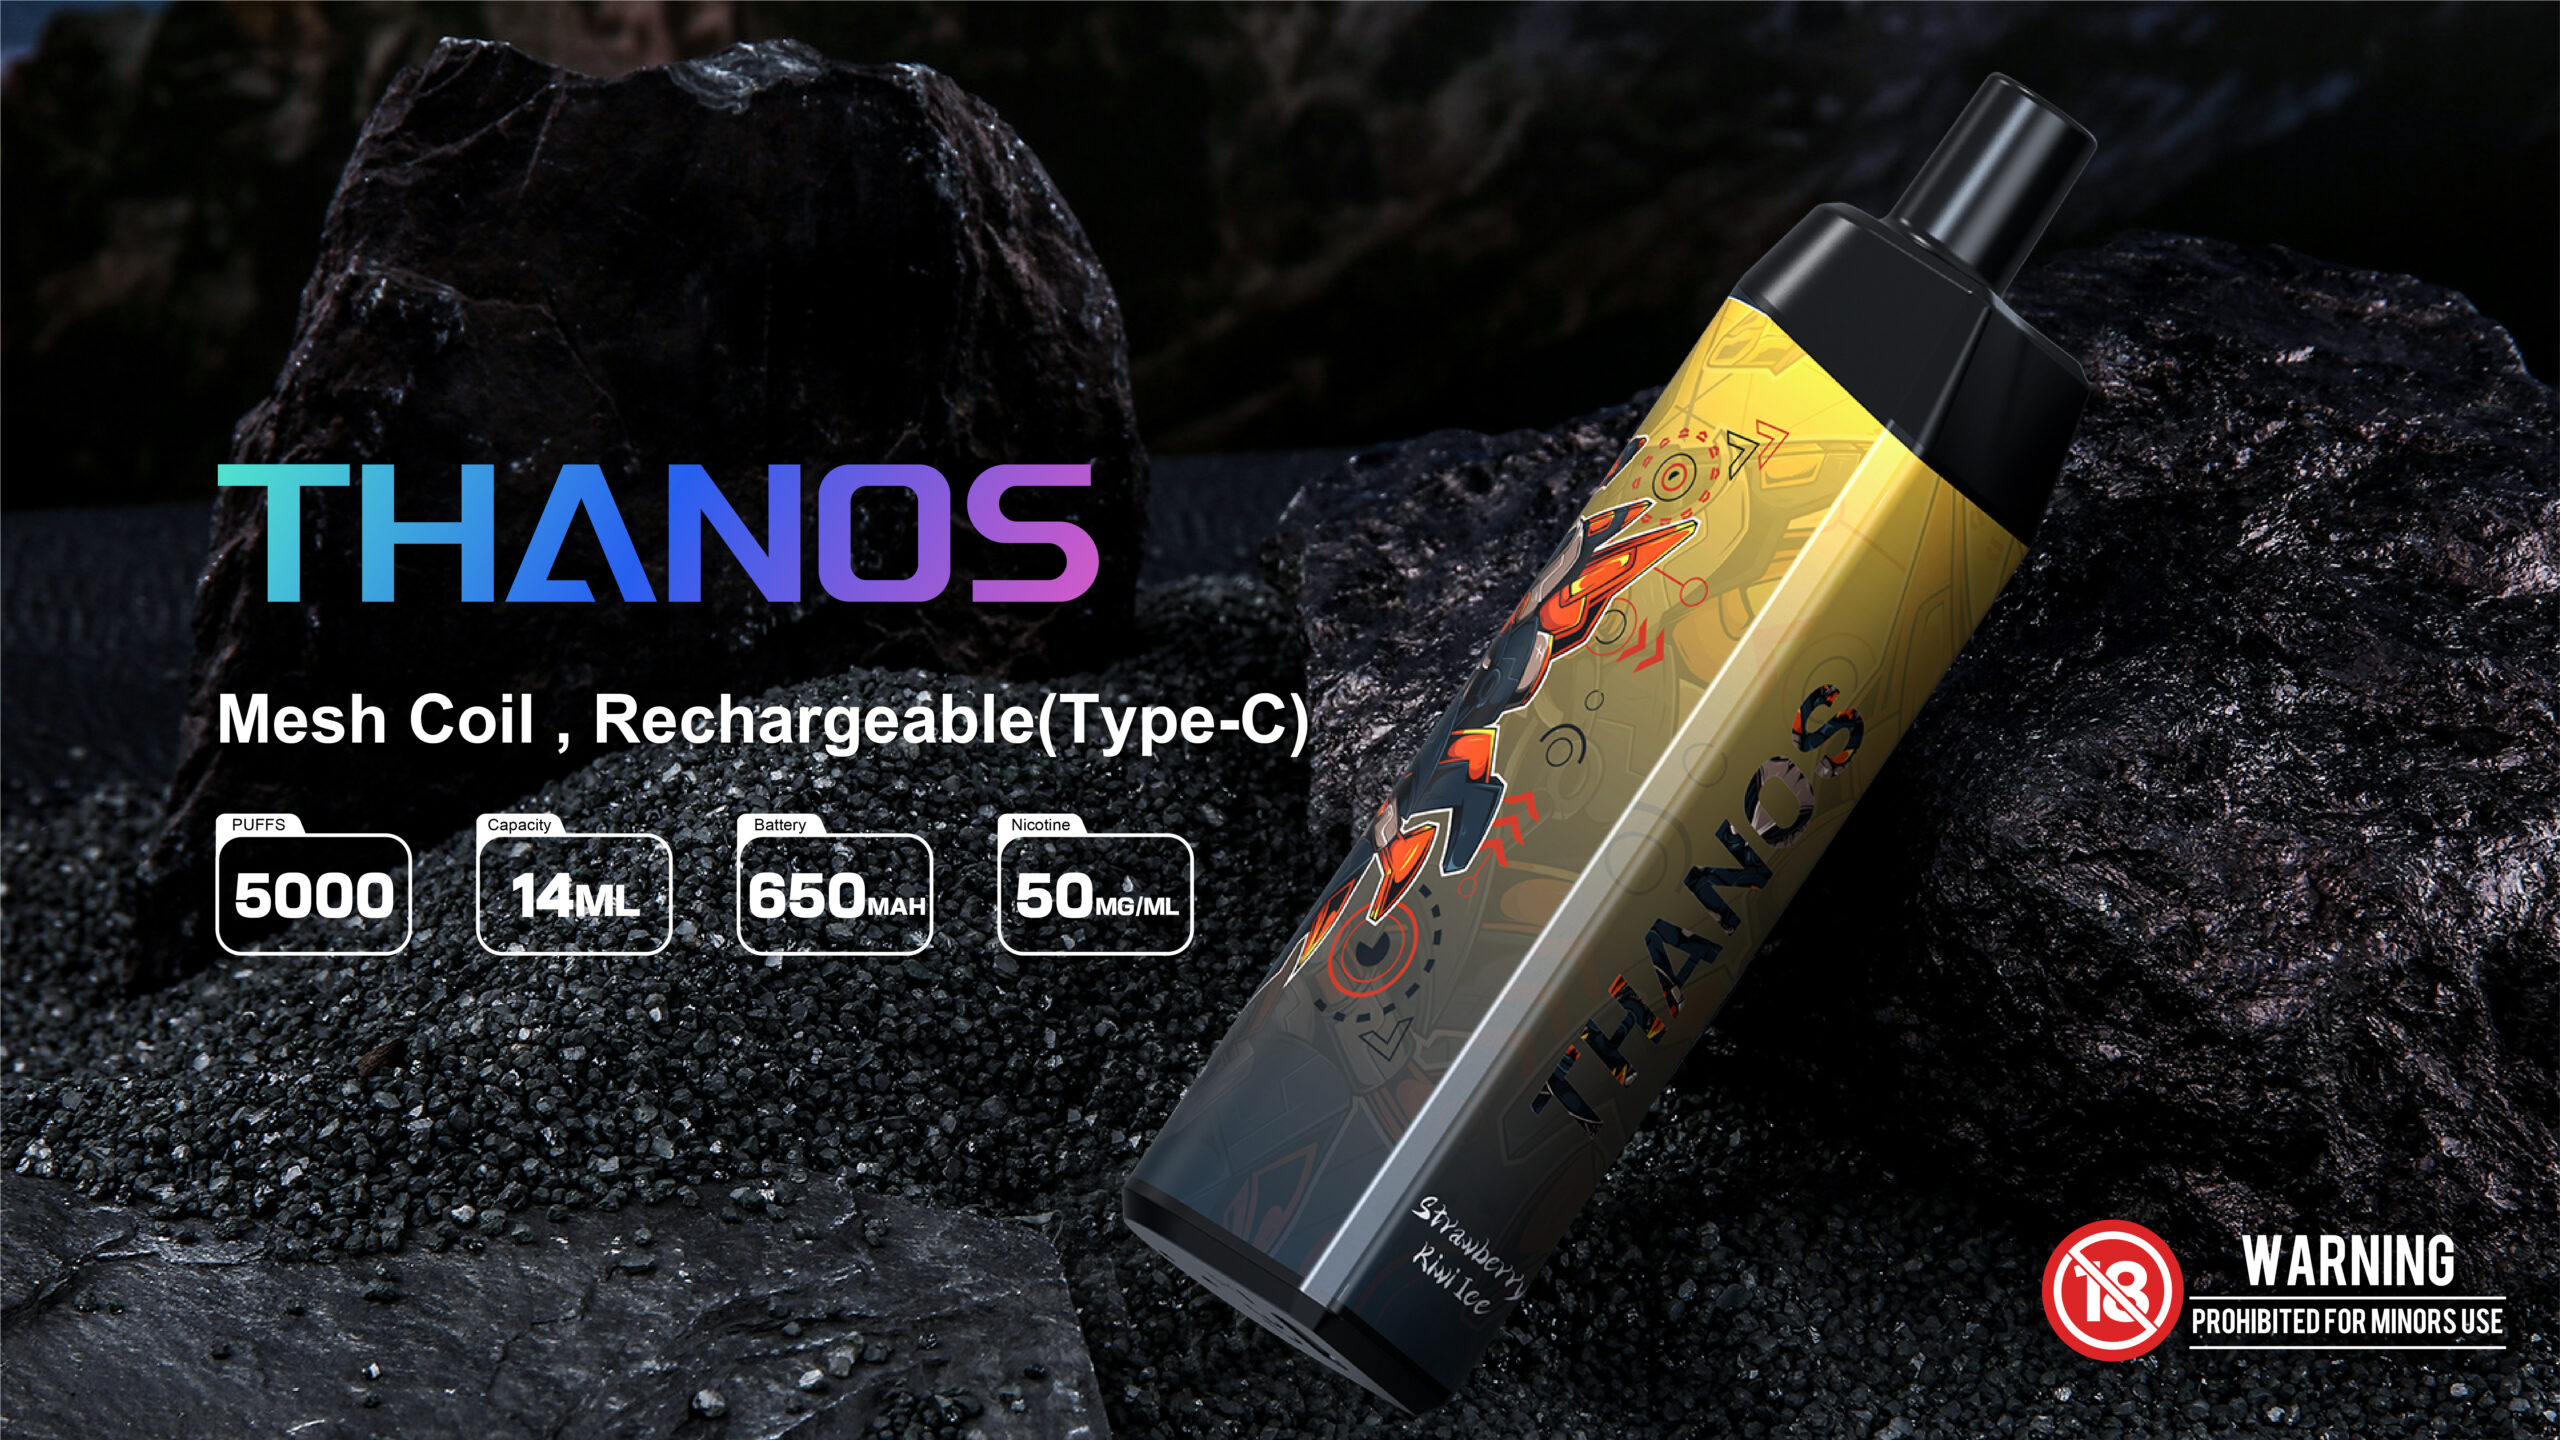 THANOS
Mesh Coil , Rechargeable(Type-C)
PUFFS
5000
Capacity
14ML
Battery
650MAH
Nicotine
50MG/ML
THANOS
Strawberry
Kiwi Ice
18
WARNING
PROHIBITED FOR MINORS USE